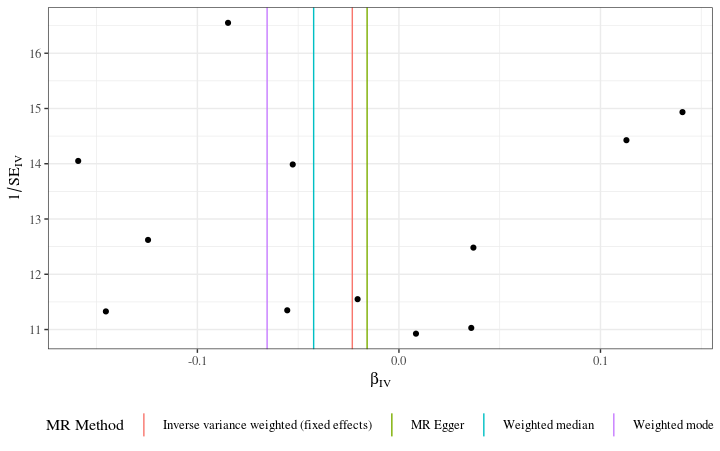 16
15
14
13
12
11
1/SE_IV
-0.1 0.0 0.1
β_IV
MR Method Inverse variance weighted (fixed effects) MR Egger Weighted median Weighted mode